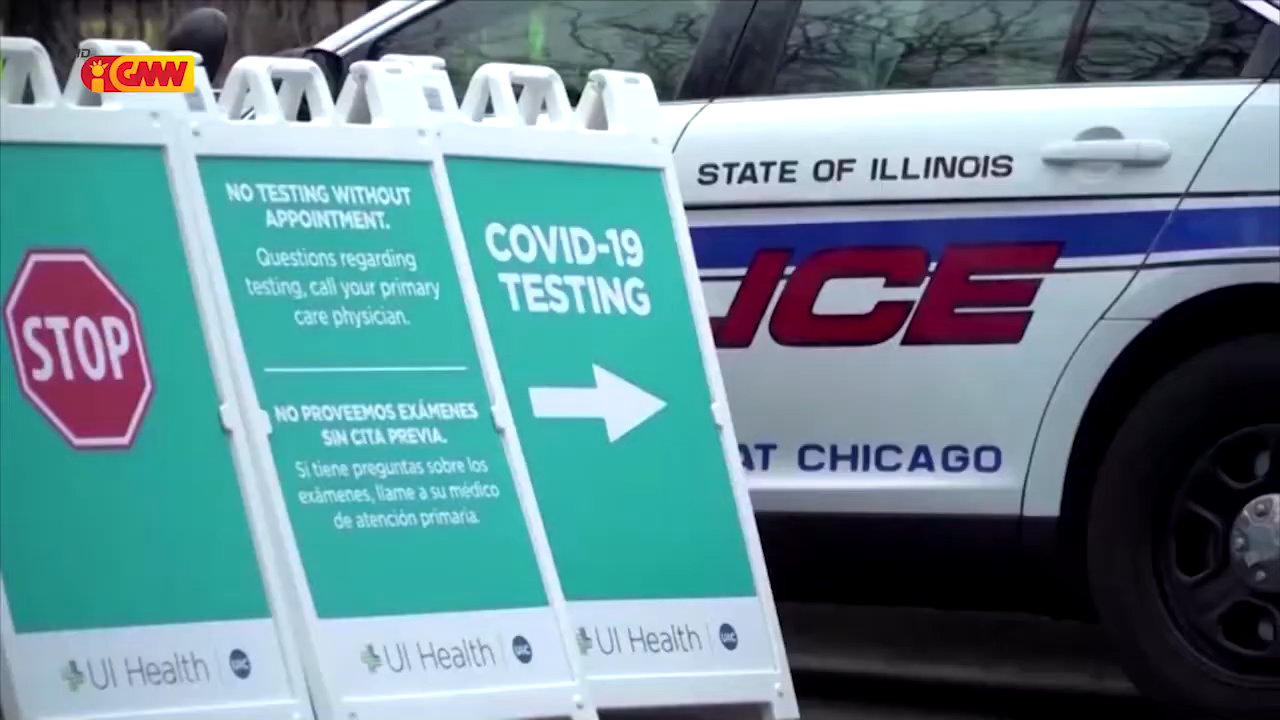 GMW
STOP
UI Health
UIC
NO TESTING WITHOUT
APPOINTMENT.
Questions regarding
testing, call your primary
care physician.
NO PROVEEMOS EXÁMENES
SIN CITA PREVIA.
Si tiene preguntas sobre los
exámenes, llame a su médico
de atención primaria.
UI Health
UIC
COVID-19
TESTING
UI Health
UIC
STATE OF ILLINOIS
ICE
AT CHICAGO